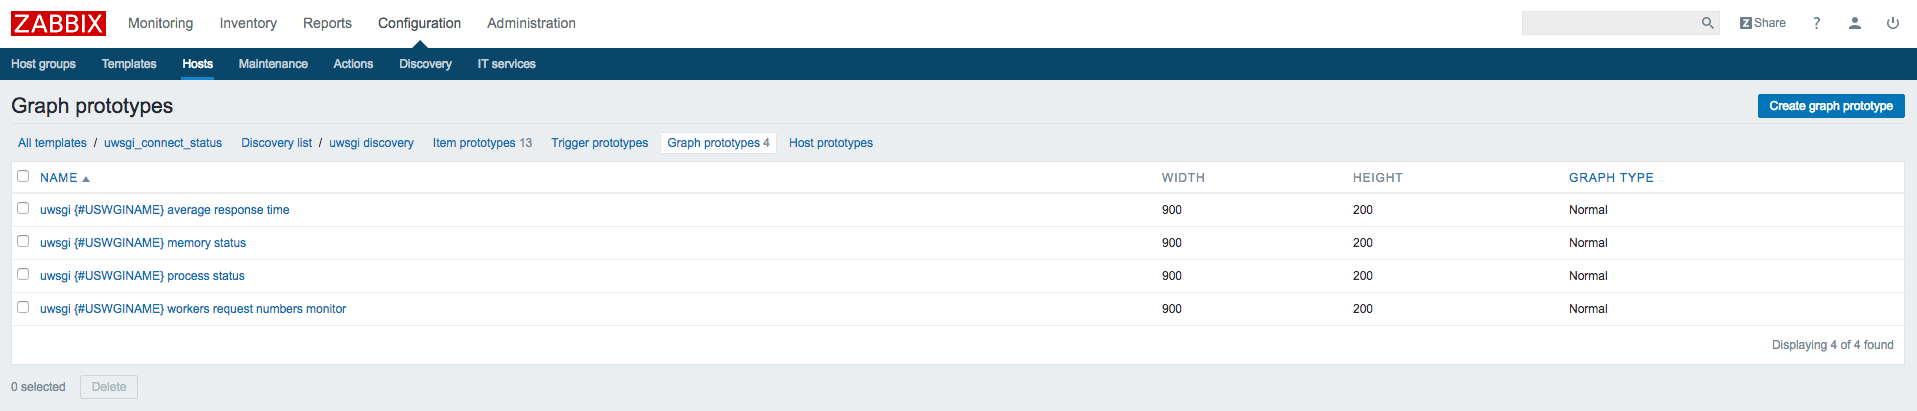 ZABBIX Monitoring Inventory Reports Configuration Administration Z Share ?
Host groups Templates Hosts Maintenance Actions Discovery IT services
Graph prototypes Create graph prototype
All templates / uwsgi_connect_status Discovery list / uwsgi discovery Item prototypes 13 Trigger prototypes Graph prototypes 4 Host prototypes
NAME WIDTH HEIGHT GRAPH TYPE
uwsgi {#USWGINAME} average response time 900 200 Normal
uwsgi {#USWGINAME} memory status 900 200 Normal
uwsgi {#USWGINAME} process status 900 200 Normal
uwsgi {#USWGINAME} workers request numbers monitor 900 200 Normal
Displaying 4 of 4 found
0 selected Delete